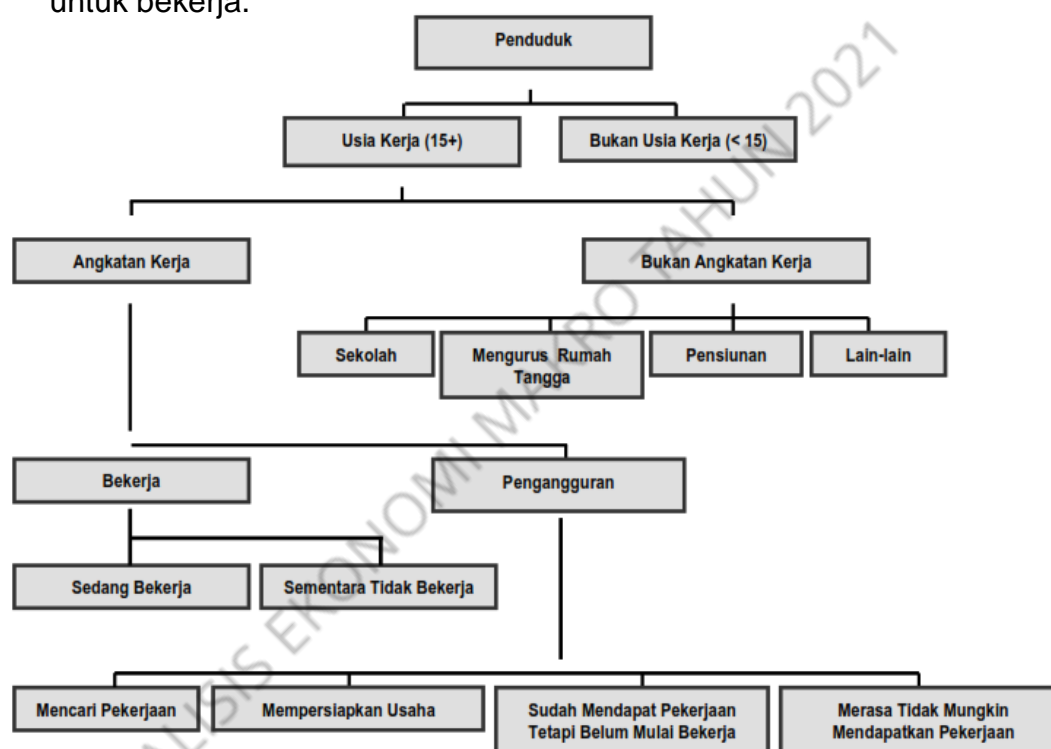 untuk bekerja.
Penduduk
Usia Kerja (15+)
Bukan Usia Kerja (< 15)
Angkatan Kerja
Bukan Angkatan Kerja
Sekolah
Mengurus Rumah
Tangga
Pensiunan
Lain-lain
Bekerja
Pengangguran
Sedang Bekerja
Sementara Tidak Bekerja
Mencari Pekerjaan
Mempersiapkan Usaha
Sudah Mendapat Pekerjaan
Tetapi Belum Mulai Bekerja
Merasa Tidak Mungkin
Mendapatkan Pekerjaan
ALISIS EKONOMI MAKRO TAHUN 2021